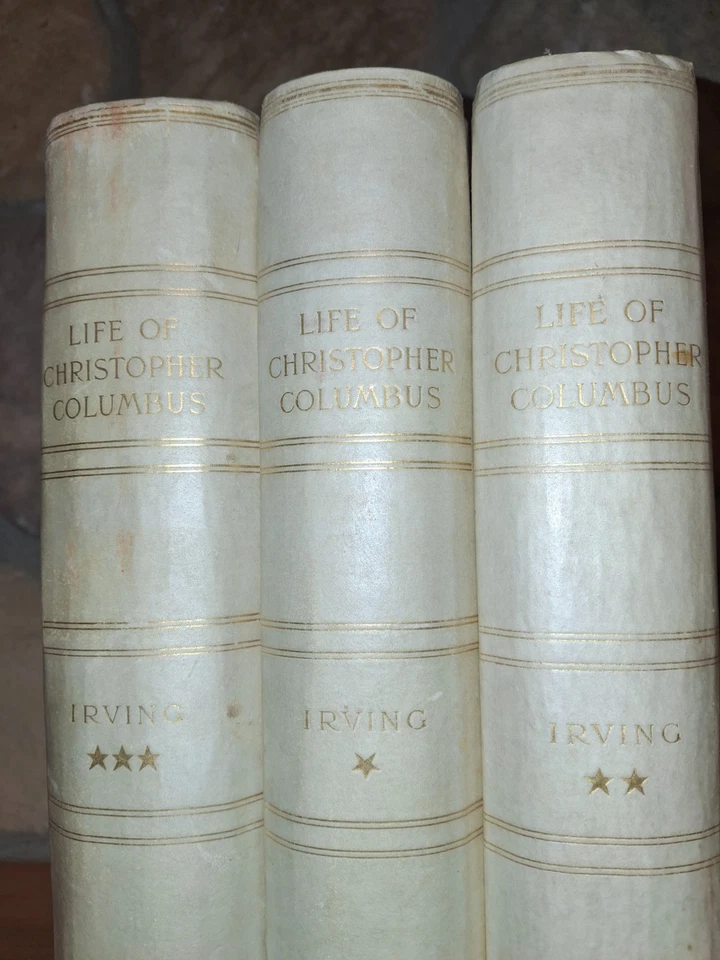 LIFE OF
CHRISTOPHER
COLUMBUS
IRVING
LIFE OF
CHRISTOPHER
COLUMBUS
IRVING
LIFE OF
CHRISTOPHER
COLUMBUS
IRVING